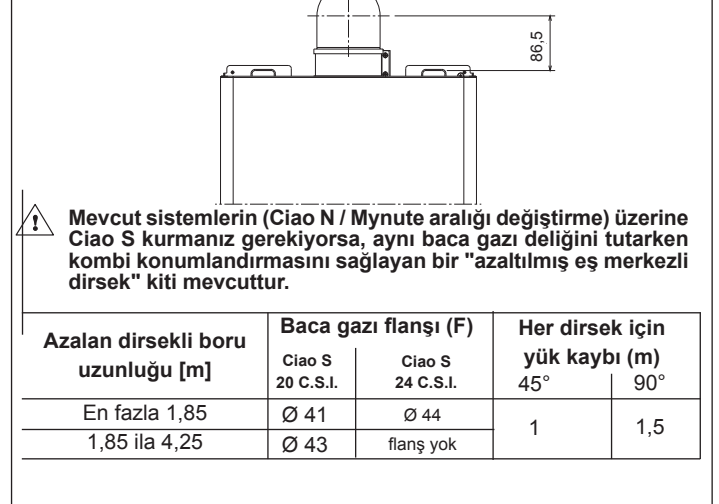 86,5
Mevcut sistemlerin (Ciao N / Mynute aralığı değiştirme) üzerine
Ciao S kurmanız gerekiyorsa, aynı baca gazı deliğini tutarken
kombi konumlandırmasını sağlayan bir "azaltılmış eş merkezli
dirsek" kiti mevcuttur.
Azalan dirsekli boru
uzunluğu [m]
Baca gazı flanşı (F)
Ciao S
20 C.S.I.
Ciao S
24 C.S.I.
Her dirsek için
yük kaybı (m)
45° 90°
En fazla 1,85 Ø 41 Ø 44 1 1,5
1,85 ila 4,25 Ø 43 flanş yok